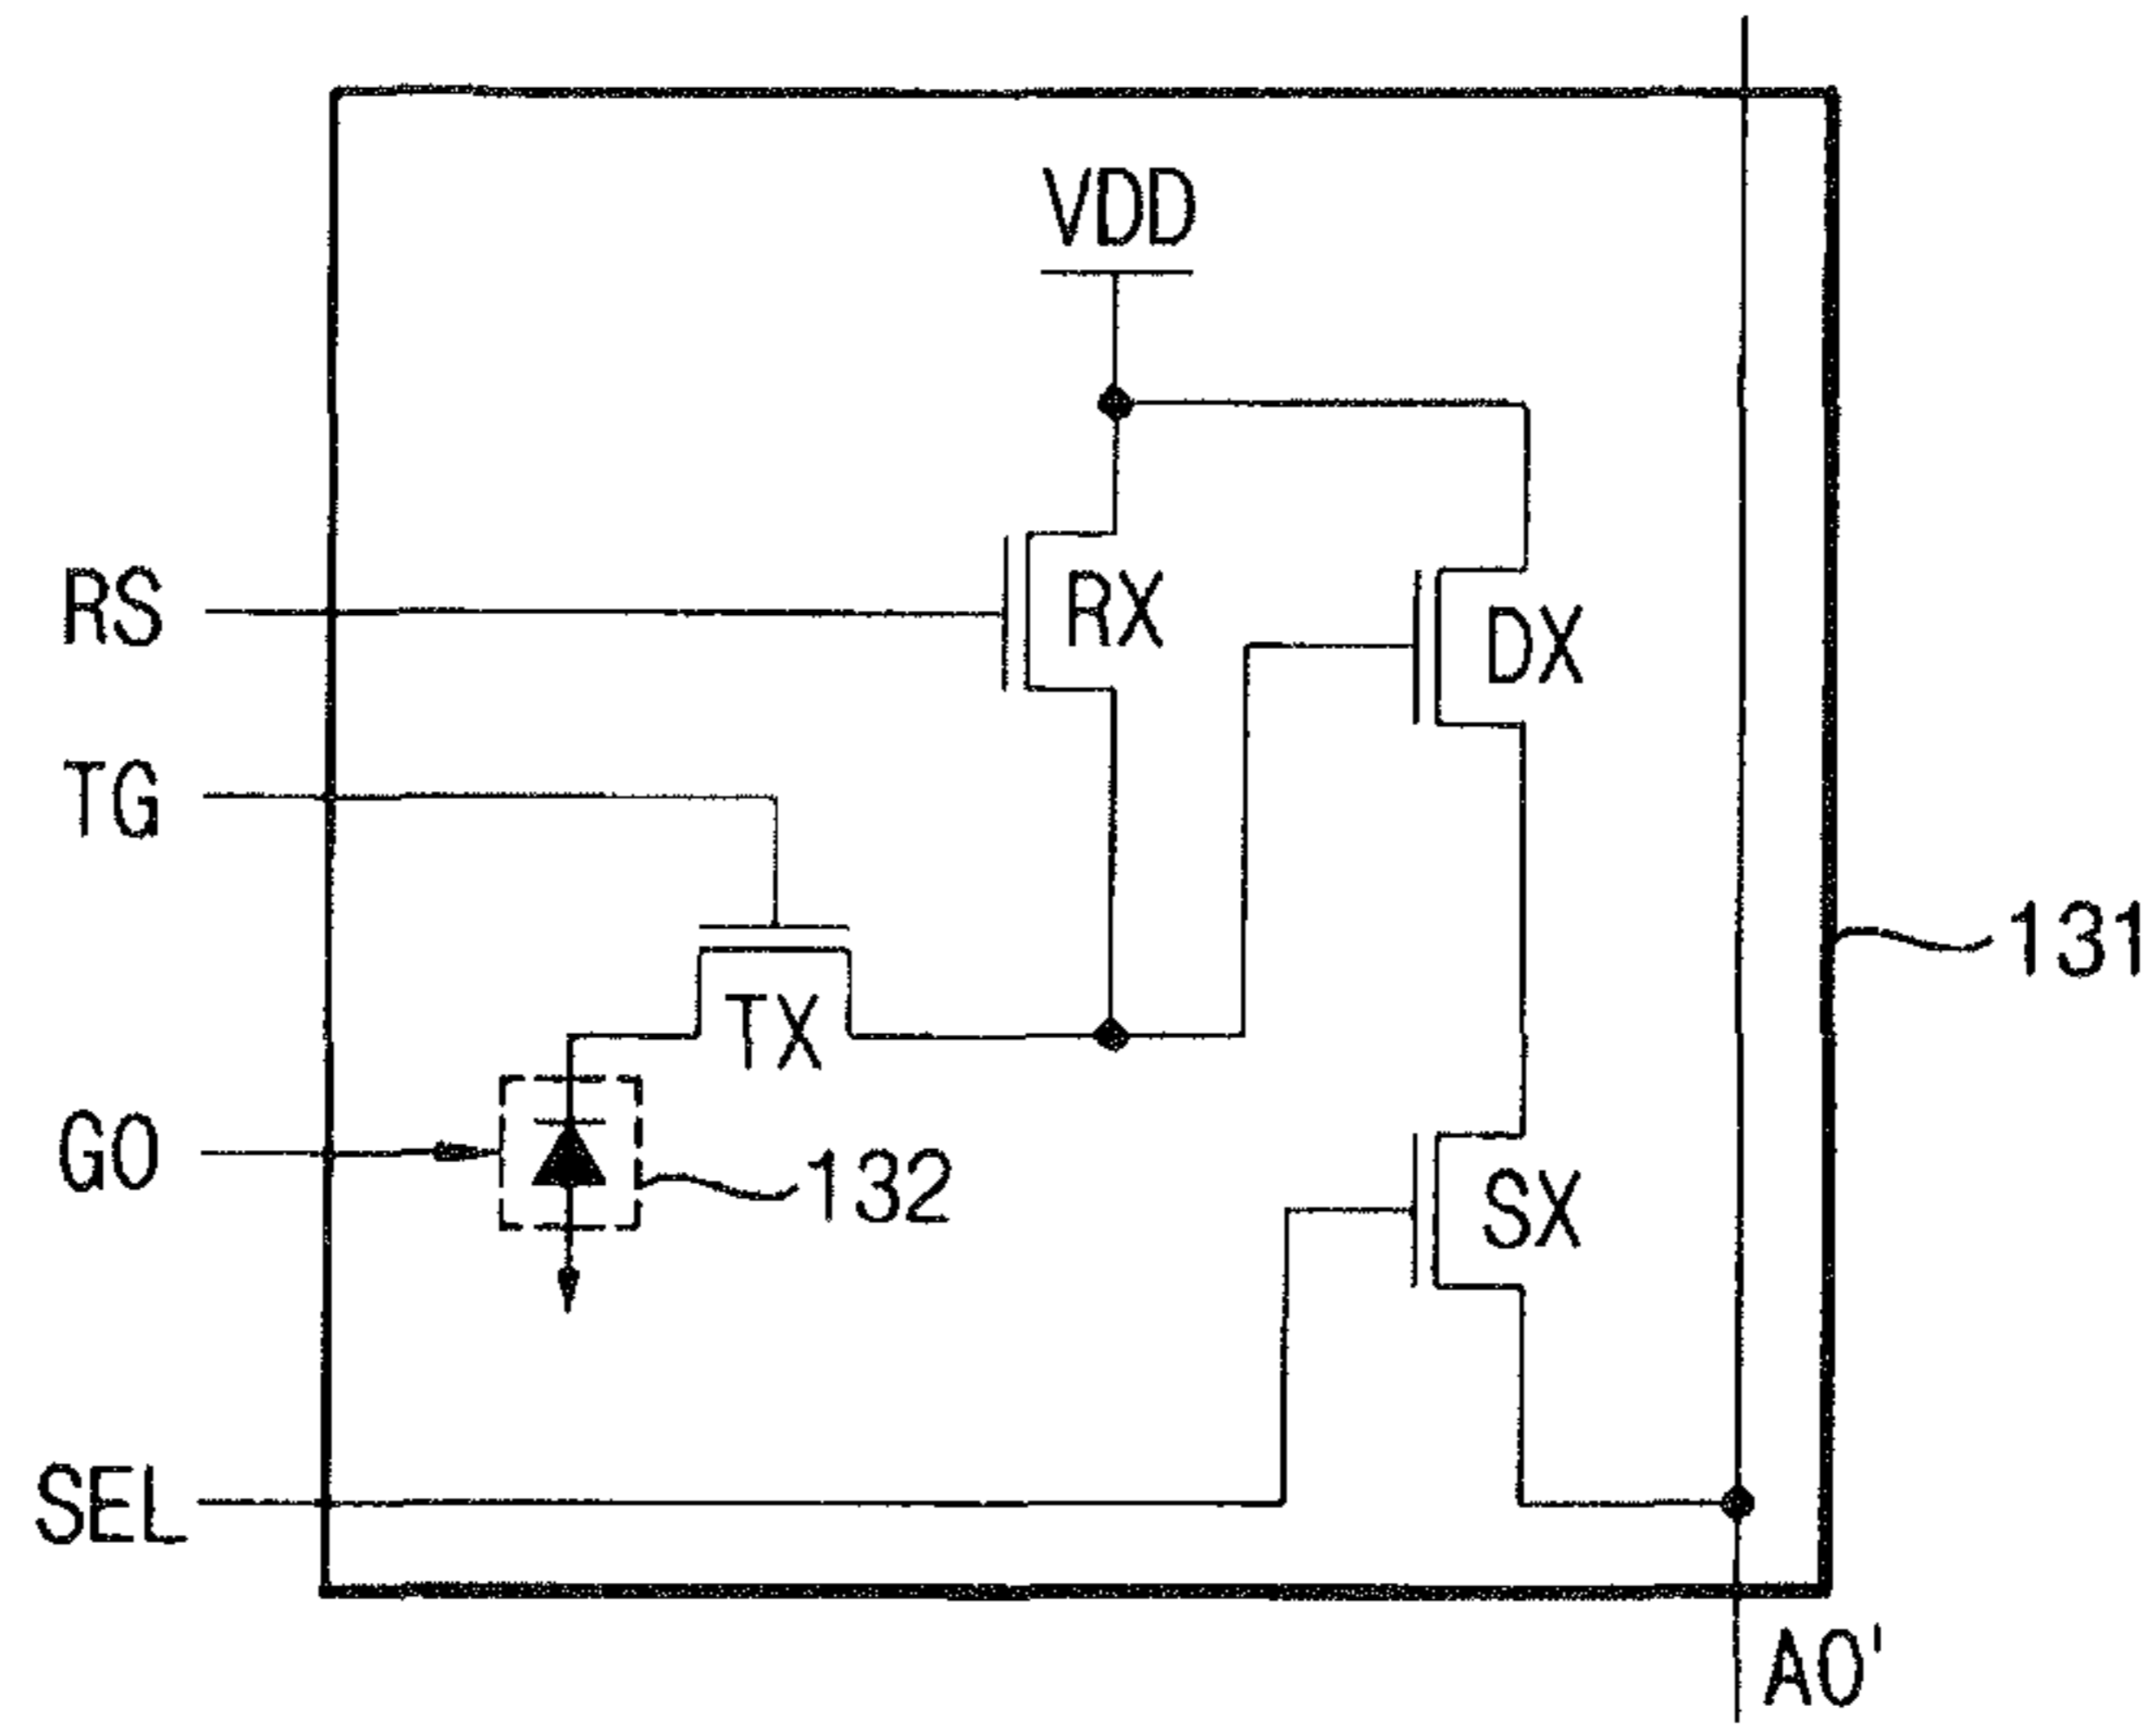 VDD
RS
RX
DX
TG
131
TX
GO
132
SX
SEL
AO'